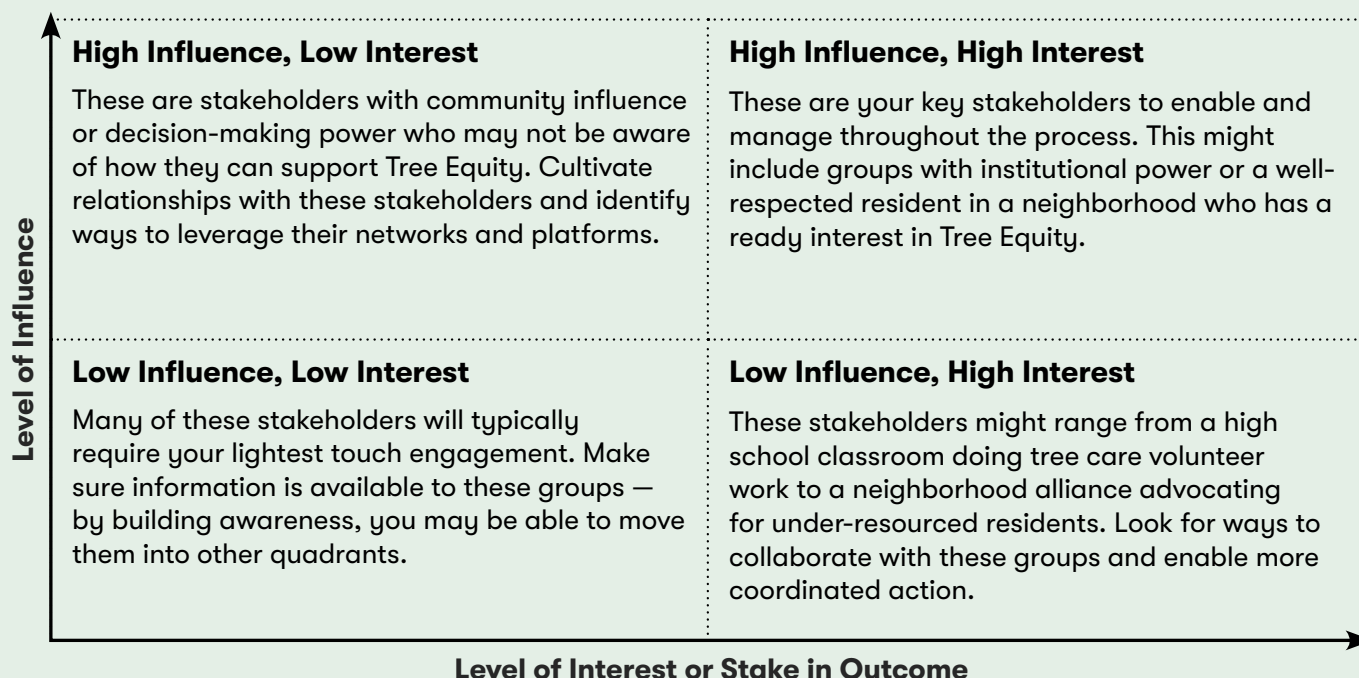 High Influence, Low Interest
These are stakeholders with community influence
or decision-making power who may not be aware
of how they can support Tree Equity. Cultivate
relationships with these stakeholders and identify
ways to leverage their networks and platforms.
High Influence, High Interest
These are your key stakeholders to enable and
manage throughout the process. This might
include groups with institutional power or a well-
respected resident in a neighborhood who has a
ready interest in Tree Equity.
Level of Influence
Low Influence, Low Interest
Many of these stakeholders will typically
require your lightest touch engagement. Make
sure information is available to these groups —
by building awareness, you may be able to move
them into other quadrants.
Low Influence, High Interest
These stakeholders might range from a high
school classroom doing tree care volunteer
work to a neighborhood alliance advocating
for under-resourced residents. Look for ways to
collaborate with these groups and enable more
coordinated action.
Level of Interest or Stake in Outcome